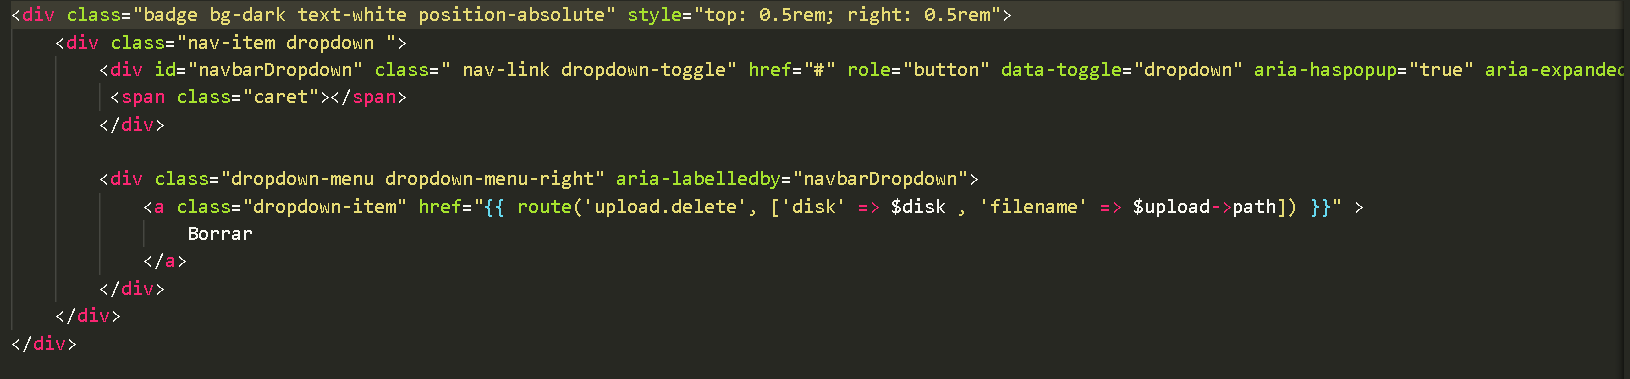 <div class="badge bg-dark text-white position-absolute" style="top: 0.5rem; right: 0.5rem">
<div class="nav-item dropdown ">
<div id="navbarDropdown" class=" nav-link dropdown-toggle" href="#" role="button" data-toggle="dropdown" aria-haspopup="true" aria-expanded
<span class="caret"></span>
</div>
<div class="dropdown-menu dropdown-menu-right" aria-labelledby="navbarDropdown">
<a class="dropdown-item" href="{{ route('upload.delete', ['disk' => $disk , 'filename' => $upload->path]) }}" >
Borrar
</a>
</div>
</div>
</div>